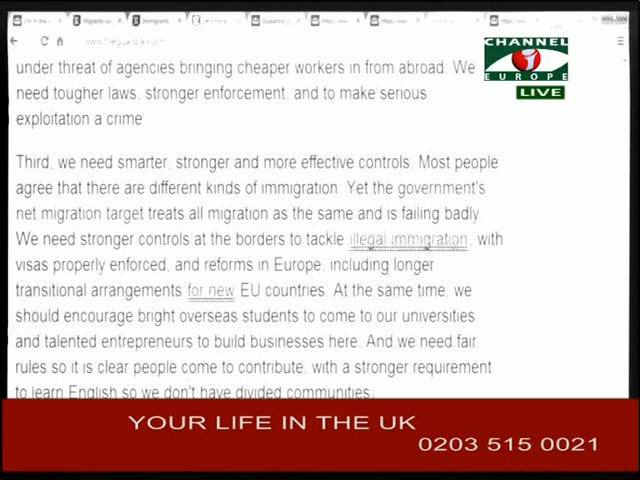 CHANNEL
i
EUROPE
LIVE
under threat of agencies bringing cheaper workers in from abroad. We
need tougher laws, stronger enforcement, and to make serious
exploitation a crime
Third, we need smarter, stronger and more effective controls. Most people
agree that there are different kinds of immigration. Yet the government's
net migration target treats all migration as the same and is failing badly.
We need stronger controls at the borders to tackle illegal immigration, with
visas properly enforced, and reforms in Europe, including longer
transitional arrangements for new EU countries. At the same time, we
should encourage bright overseas students to come to our universities
and talented entrepreneurs to build businesses here. And we need fair
rules so it is clear people come to contribute, with a stronger requirement
to learn English so we don't have divided communities.
YOUR LIFE IN THE UK
0203 515 0021